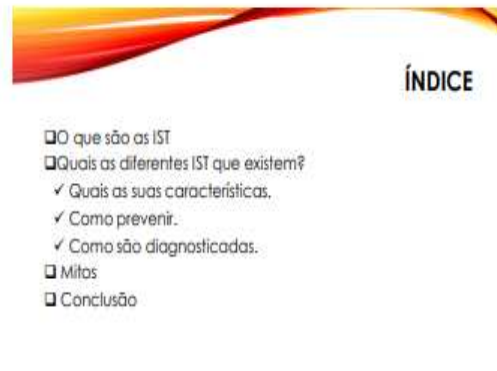 ÍNDICE
❑O que são as IST
❑Quais as diferentes IST que existem?
✓ Quais as suas características.
✓ Como prevenir.
✓ Como são diagnosticadas.
❑ Mitos
❑ Conclusão